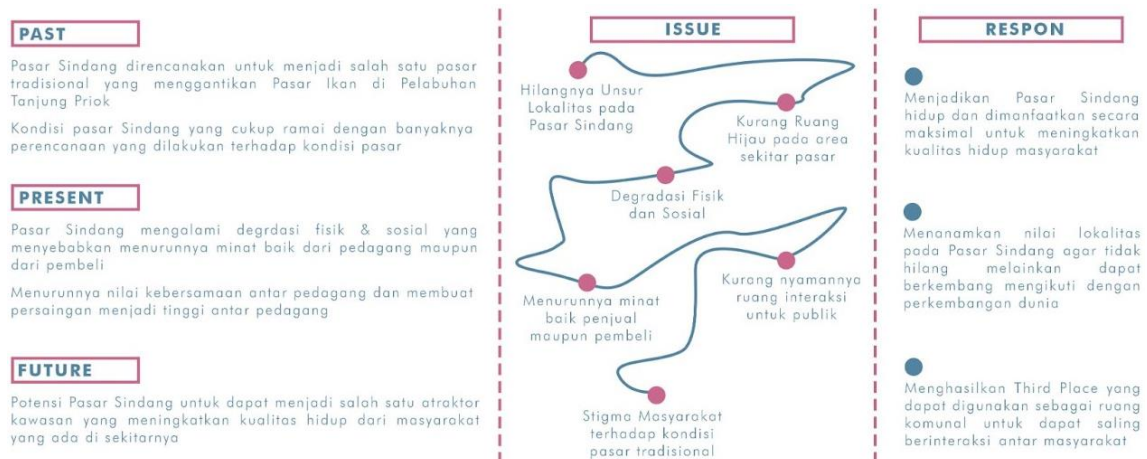 PAST
Pasar Sindang direncanakan untuk menjadi salah satu pasar
tradisional yang menggantikan Pasar Ikan di Pelabuhan
Tanjung Priok
Kondisi pasar Sindang yang cukup ramai dengan banyaknya
perencanaan yang dilakukan terhadap kondisi pasar
PRESENT
Pasar Sindang mengalami degrdasi fisik & sosial yang
menyebabkan menurunnya minat baik dari pedagang maupun
dari pembeli
Menurunnya nilai kebersamaan antar pedagang dan membuat
persaingan menjadi tinggi antar pedagang
FUTURE
Potensi Pasar Sindang untuk dapat menjadi salah satu atraktor
kawasan yang meningkatkan kualitas hidup dari masyarakat
yang ada di sekitarnya
ISSUE
Hilangnya Unsur
Lokalitas pada
Pasar Sindang
Kurang Ruang
Hijau pada area
sekitar pasar
Degradasi Fisik
dan Sosial
Menurunnya minat
baik penjual
maupun pembeli
Kurang nyamannya
ruang interaksi
untuk publik
Stigma Masyarakat
terhadap kondisi
pasar tradisional
RESPON
Menjadikan Pasar Sindang
hidup dan dimanfaatkan secara
maksimal untuk meningkatkan
kualitas hidup masyarakat
Menanamkan nilai lokalitas
pada Pasar Sindang agar tidak
hilang melainkan dapat
berkembang mengikuti dengan
perkembangan dunia
Menghasilkan Third Place yang
dapat digunakan sebagai ruang
komunal untuk dapat saling
berinteraksi antar masyarakat